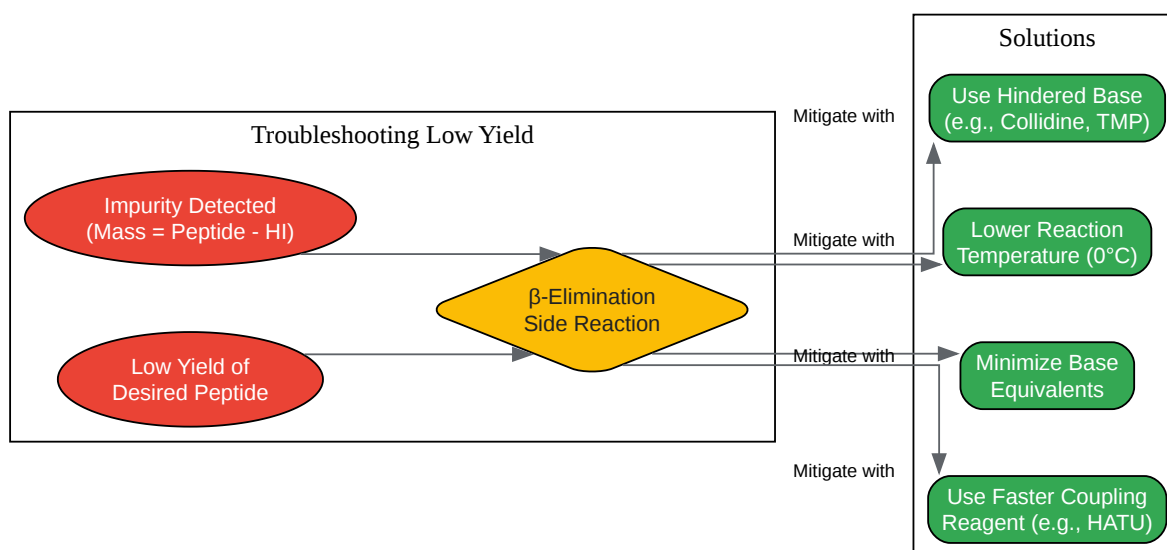 Troubleshooting Low Yield
Impurity Detected
(Mass = Peptide - HI)
Low Yield of
Desired Peptide
β-Elimination
Side Reaction
Mitigate with
Mitigate with
Mitigate with
Mitigate with
Solutions
Use Hindered Base
(e.g., Collidine, TMP)
Lower Reaction
Temperature (0°C)
Minimize Base
Equivalents
Use Faster Coupling
Reagent (e.g., HATU)